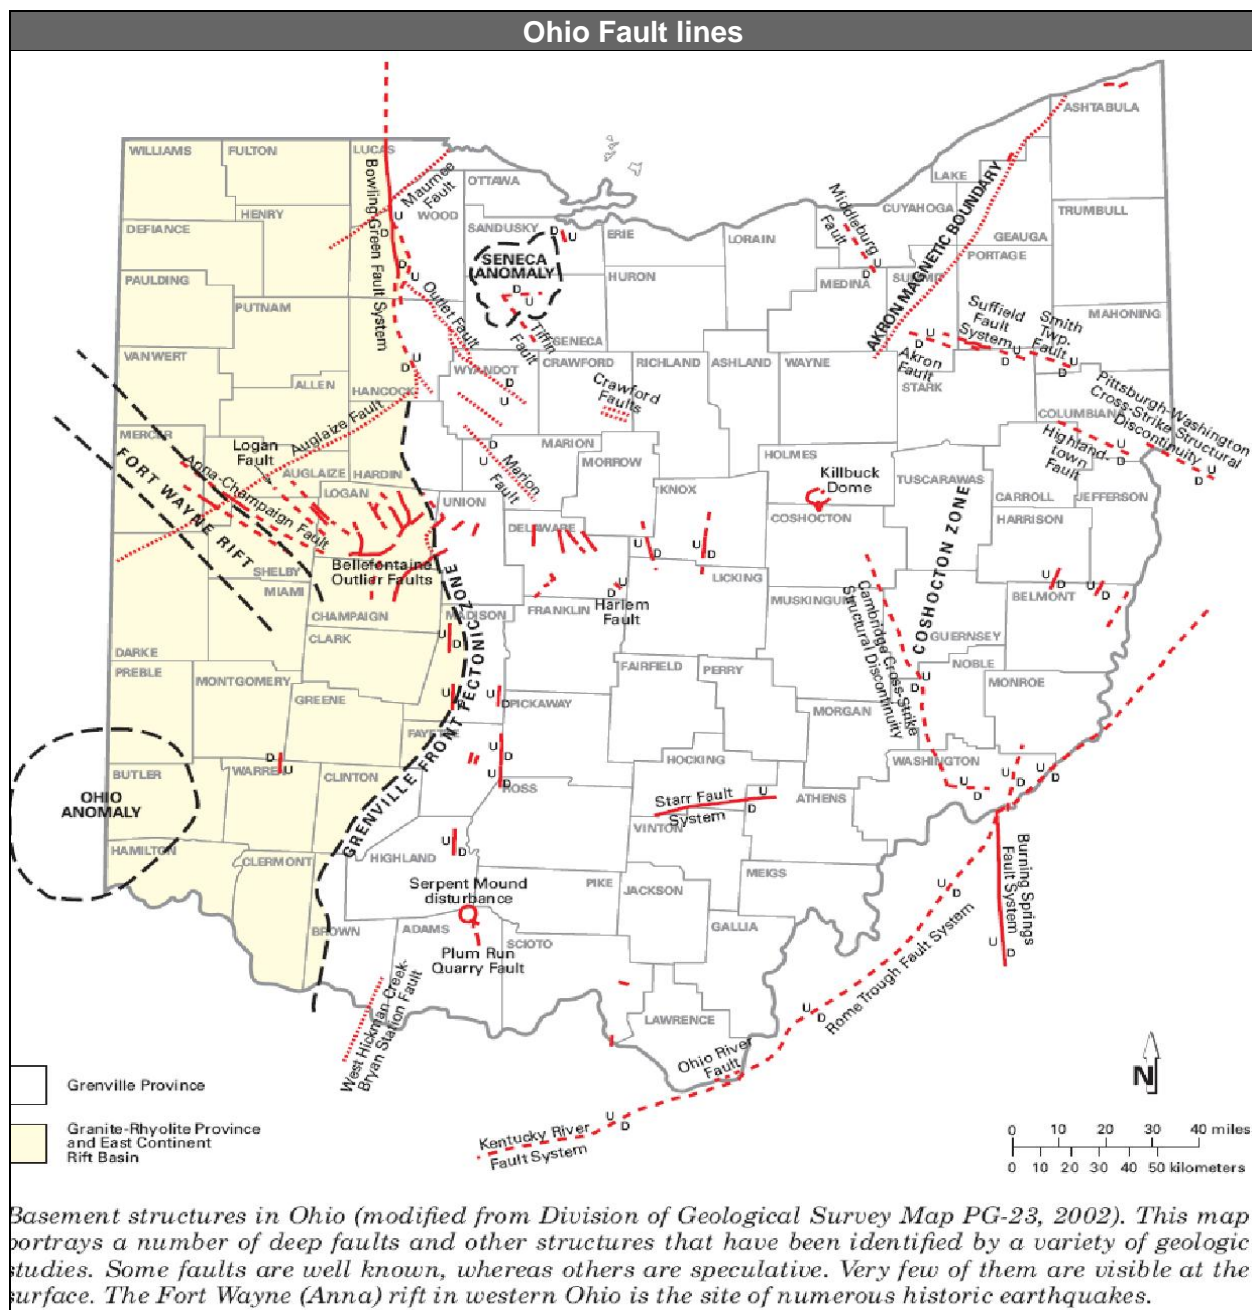 Ohio Fault lines
ASHTABULA
WILLIAMS
FULTON
LUCAS
Maumee
Fault
OTTAWA
LAKE
Bowling Green Fault System
WOOD
HENRY
DEFIANCE
SANDUSKY
ERIE
LORAIN
Middleburg
Fault
CUYAHOGA
GEAUGA
TRUMBULL
AKRON MAGNETIC BOUNDARY
SENECA
ANOMALY
HURON
MEDINA
SUMMIT
PORTAGE
PAULDING
PUTNAM
Outlet Fault
Tiffin
Fault
SENECA
Suffield
Fault
System
Smith
Twp.
Fault
MAHONING
VAN WERT
ALLEN
HANCOCK
WYANDOT
CRAWFORD
RICHLAND
ASHLAND
WAYNE
Akron
Fault
STARK
Crawford
Faults
Pittsburgh-Washington
Cross-Strike Structural
Discontinuity
COLUMBIANA
Highland-
town
Fault
MERCER
Auglaize Fault
Logan
Fault
AUGLAIZE
HARDIN
MARION
Marion
Fault
MORROW
HOLMES
Killbuck
Dome
TUSCARAWAS
CARROLL
JEFFERSON
FORT WAYNE RIFT
Anna-Champaign Fault
LOGAN
UNION
DELAWARE
KNOX
COSHOCTON
HARRISON
COSHOCTON ZONE
SHELBY
Bellefontaine
Outlier Faults
MIAMI
CHAMPAIGN
MADISON
FRANKLIN
Harlem
Fault
LICKING
MUSKINGUM
BELMONT
Cambridge Cross-Strike
Structural Discontinuity
GUERNSEY
DARKE
CLARK
PREBLE
MONTGOMERY
GREENE
FAIRFIELD
PERRY
NOBLE
MONROE
PICKAWAY
MORGAN
FAYETTE
GRENVILLE FRONT PECTONIC ZONE
BUTLER
WARREN
CLINTON
HOCKING
WASHINGTON
OHIO
ANOMALY
ROSS
Starr Fault
System
ATHENS
VINTON
HAMILTON
CLERMONT
HIGHLAND
Serpent Mound
disturbance
PIKE
JACKSON
MEIGS
Burning Springs
Fault System
BROWN
ADAMS
SCIOTO
GALLIA
Plum Run
Quarry Fault
Rome Trough Fault System
West Hickman Creek-
Bryan Station Fault
LAWRENCE
Ohio River
Fault
Kentucky River
Fault System
N
Grenville Province
Granite-Rhyolite Province
and East Continent
Rift Basin
0 10 20 30 40 miles
0 10 20 30 40 50 kilometers
Basement structures in Ohio (modified from Division of Geological Survey Map PG-23, 2002). This map
portrays a number of deep faults and other structures that have been identified by a variety of geologic
studies. Some faults are well known, whereas others are speculative. Very few of them are visible at the
surface. The Fort Wayne (Anna) rift in western Ohio is the site of numerous historic earthquakes.